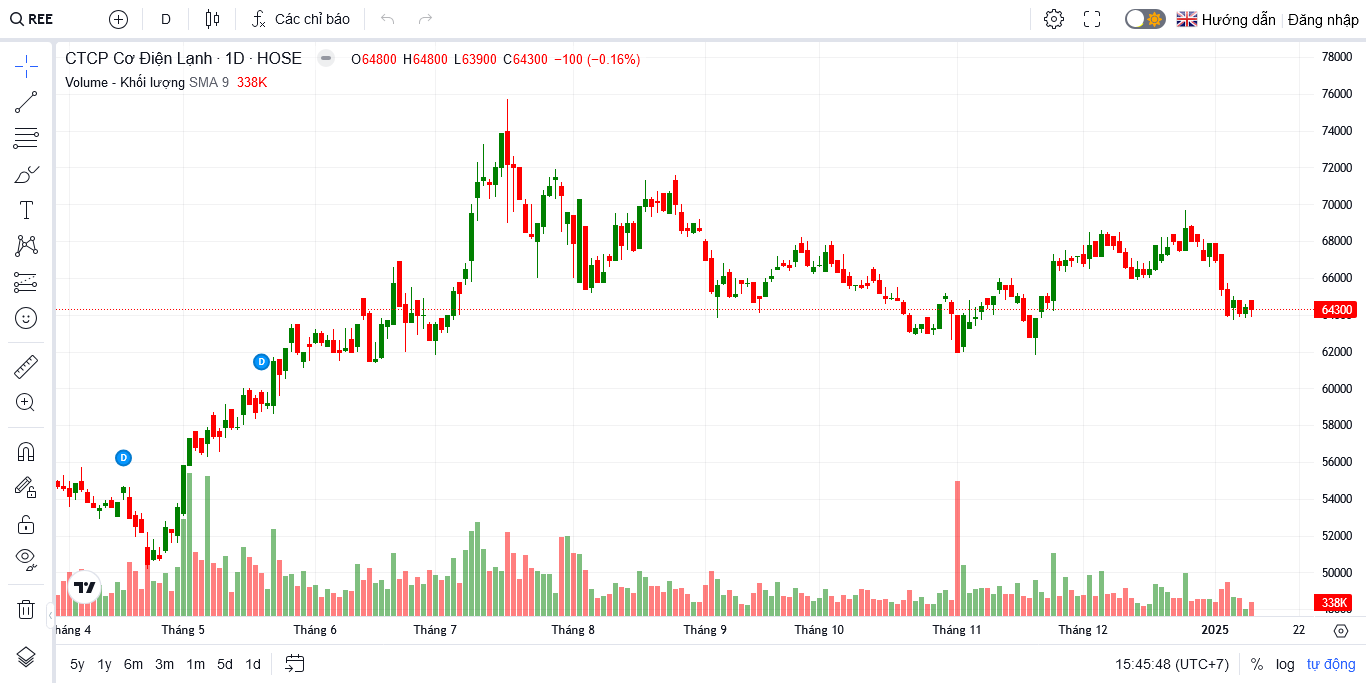 REE D Các chỉ báo Hướng dẫn Đăng nhập
CTCP Cơ Điện Lạnh · 1D · HOSE O64800 H64800 L63900 C64300 −100 (−0.16%)
Volume - Khối lượng SMA 9 338K
78000
76000
74000
72000
70000
68000
66000
64300
62000
60000
D
58000
56000
D
54000
52000
50000
338K
háng 4 Tháng 5 Tháng 6 Tháng 7 Tháng 8 Tháng 9 Tháng 10 Tháng 11 Tháng 12 2025 22
5y 1y 6m 3m 1m 5d 1d 15:45:48 (UTC+7) % log tự động